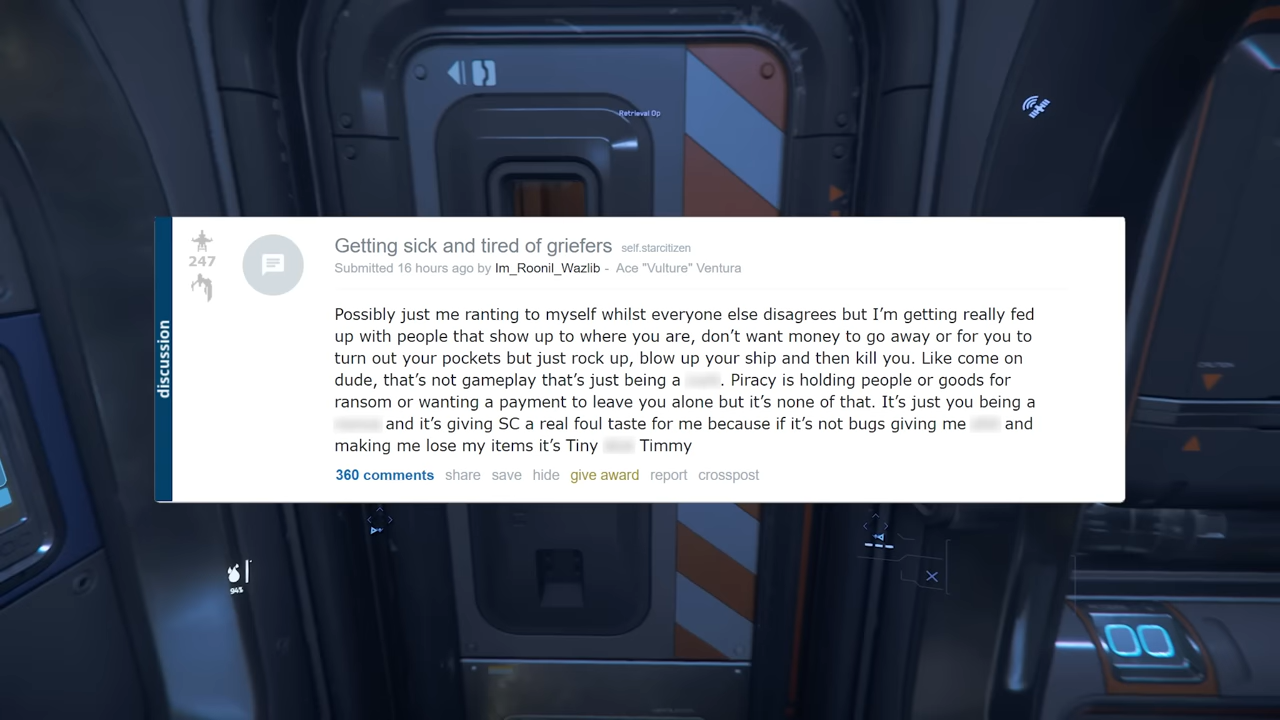 Retrieval Op
Getting sick and tired of griefers self.starcitizen
247
Submitted 16 hours ago by Im_Roonil_Wazlib - Ace "Vulture" Ventura
discussion
Possibly just me ranting to myself whilst everyone else disagrees but I’m getting really fed
up with people that show up to where you are, don’t want money to go away or for you to
turn out your pockets but just rock up, blow up your ship and then kill you. Like come on
dude, that’s not gameplay that’s just being a . Piracy is holding people or goods for
ransom or wanting a payment to leave you alone but it’s none of that. It’s just you being a
and it’s giving SC a real foul taste for me because if it’s not bugs giving me and
making me lose my items it’s Tiny Timmy
360 comments share save hide give award report crosspost
94%